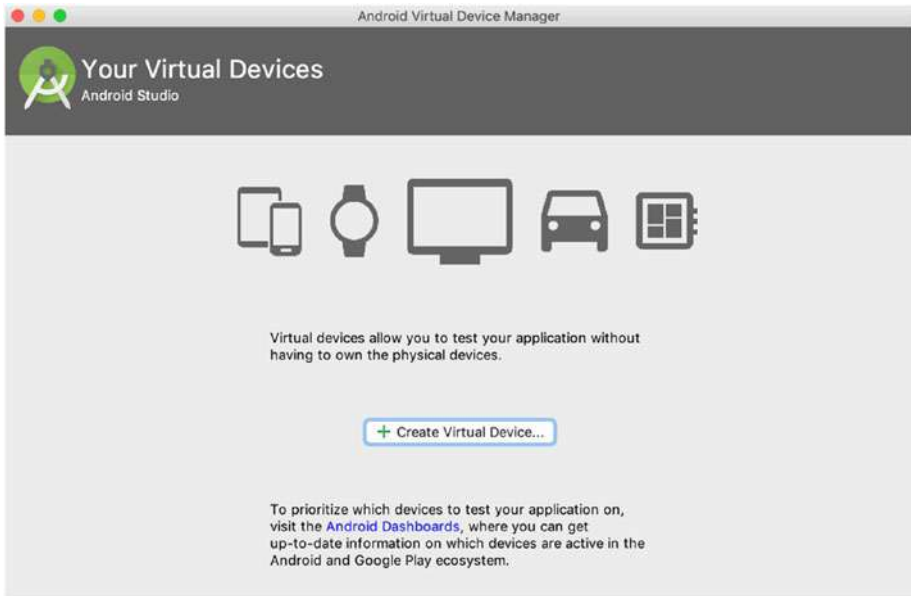 Android Virtual Device Manager
Your Virtual Devices
Android Studio
Virtual devices allow you to test your application without
having to own the physical devices.
+ Create Virtual Device...
To prioritize which devices to test your application on,
visit the Android Dashboards, where you can get
up-to-date information on which devices are active in the
Android and Google Play ecosystem.